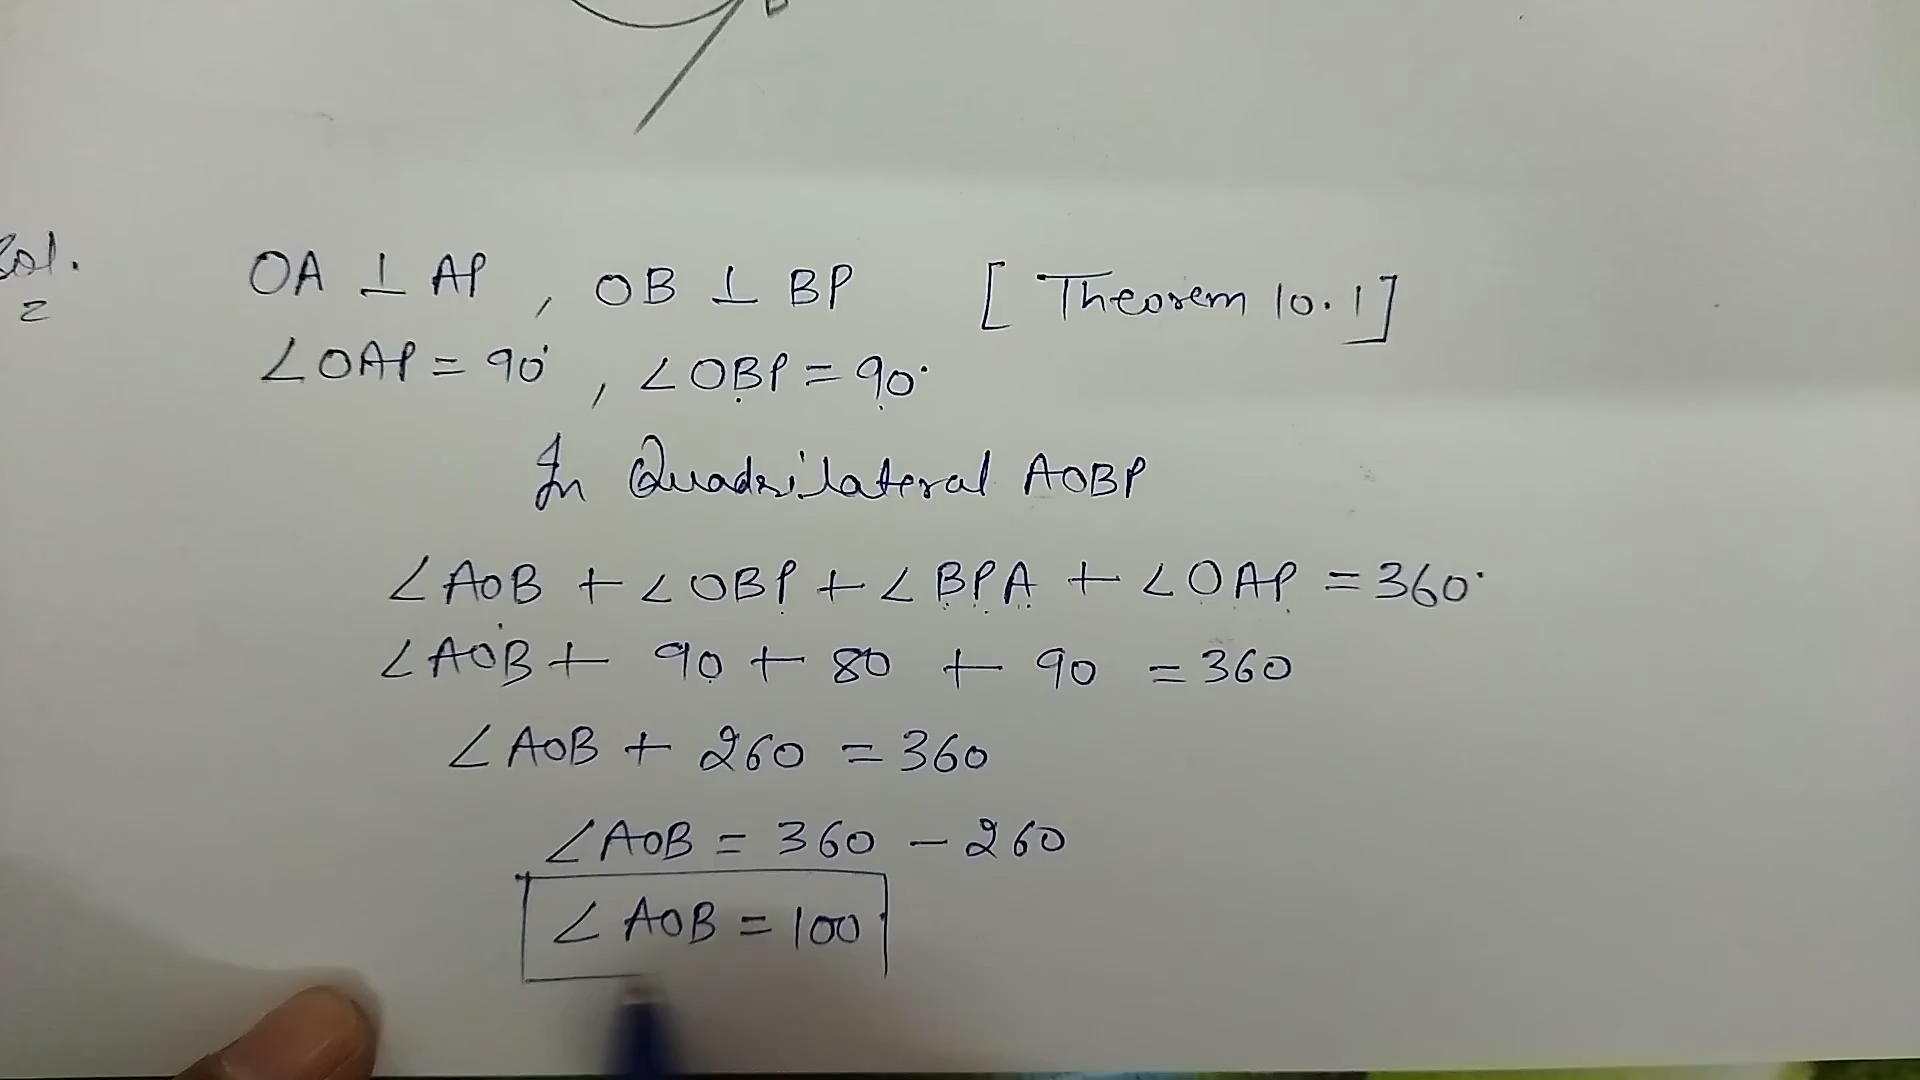 Sol.
OA ⊥ AP , OB ⊥ BP [ Theorem 10.1]
∠OAP = 90° , ∠OBP = 90°
In Quadrilateral AOBP
∠AOB + ∠OBP + ∠BPA + ∠OAP = 360°
∠AOB + 90 + 80 + 90 = 360
∠AOB + 260 = 360
∠AOB = 360 - 260
∠AOB = 100